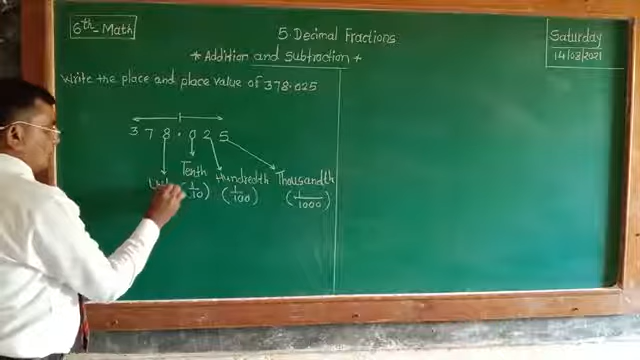 6th - Math
5. Decimal Fractions
Saturday
14/08/2021
* Addition and Subtraction *
Write the place and place value of 378.025
3 7 8 . 0 2 5
Tenth Hundredth Thousandth
(1/10) (1/100) (1/1000)